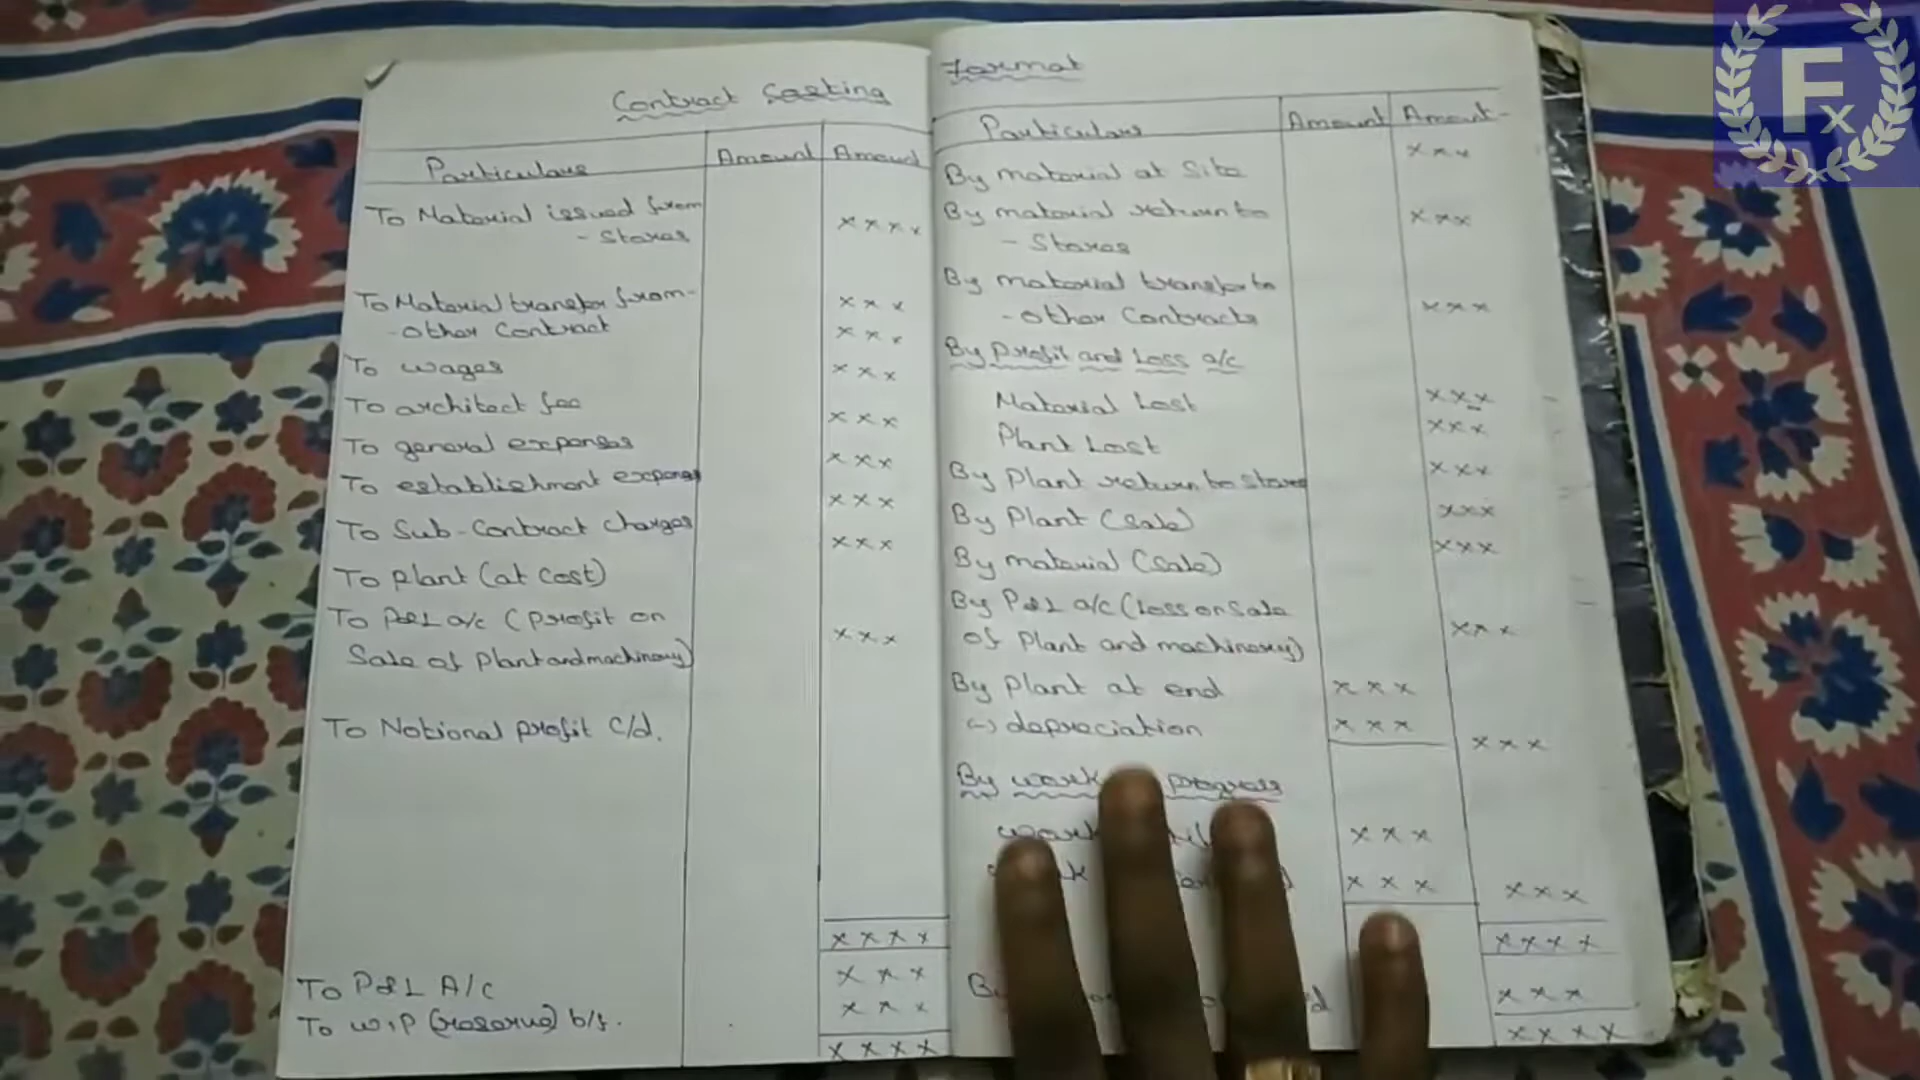 Contract Costing Format
Particulars Amount Amount
To Material issued from
- Stores xxxx
To Material transfer from-
- Other Contract xxx
To wages xxx
To architect fee xxx
To general expenses xxx
To establishment expenses xxx
To Sub-Contract charges xxx
To plant (at cost) xxx
To P&L a/c (profit on
Sale of Plant and machinery) xxx
To Notional profit c/d.
xxxx
To P&L A/c xxx
To W.P (reserve) b/f. xxx
xxxx
Particulars Amount Amount
By material at Site xxx
By material return to xxx
- Stores
By material transfer to
- Other Contracts xxx
By Profit and Loss a/c
Material Lost xxx
Plant Lost xxx
By Plant return to stores xxx
By Plant (Sale) xxx
By material (Sale) xxx
By P&L a/c (Loss on Sale
of Plant and machinery) xxx
By Plant at end xxx
(-) depreciation xxx xxx
By work progress
work xxx
xxx xxx
xxxx
By xxx
xxxx
Fx